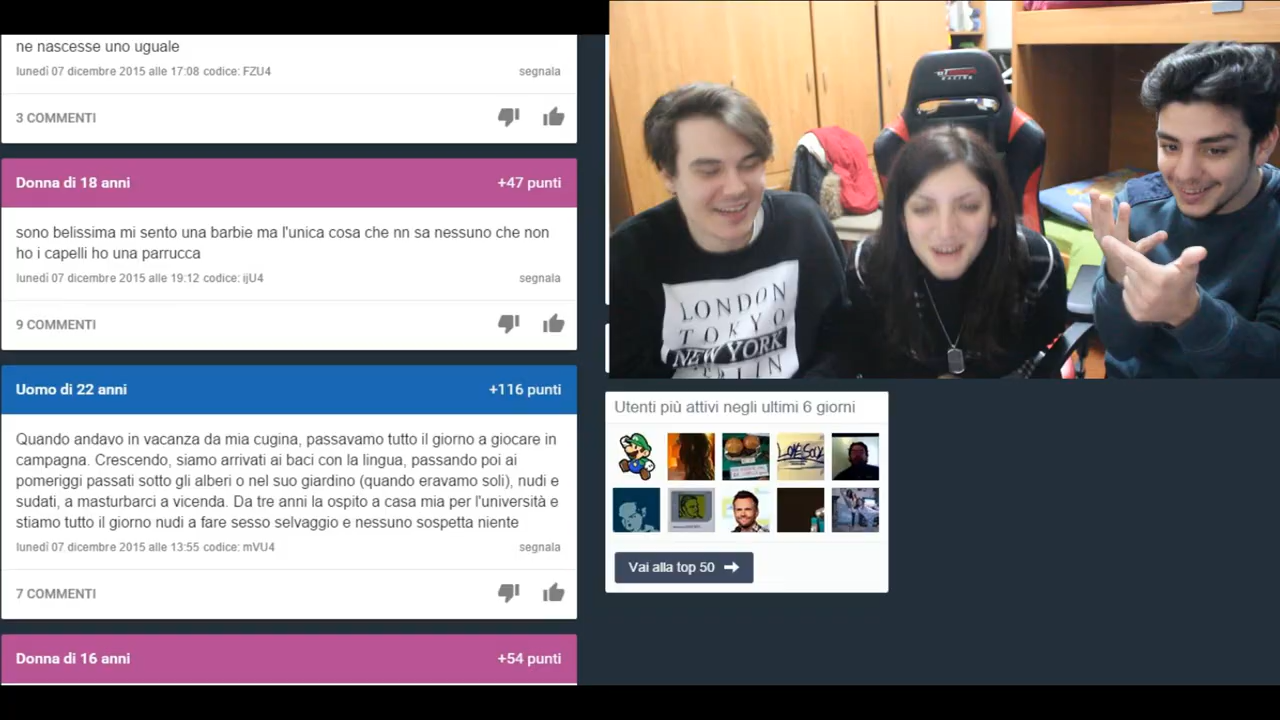 ne nascesse uno uguale
lunedì 07 dicembre 2015 alle 17:08 codice: FZU4 segnala
3 COMMENTI
Donna di 18 anni +47 punti
sono belissima mi sento una barbie ma l'unica cosa che nn sa nessuno che non
ho i capelli ho una parrucca
lunedì 07 dicembre 2015 alle 19:12 codice: ijU4 segnala
9 COMMENTI
Uomo di 22 anni +116 punti
Quando andavo in vacanza da mia cugina, passavamo tutto il giorno a giocare in
campagna. Crescendo, siamo arrivati ai baci con la lingua, passando poi ai
pomeriggi passati sotto gli alberi o nel suo giardino (quando eravamo soli), nudi e
sudati, a masturbarci a vicenda. Da tre anni la ospito a casa mia per l'università e
stiamo tutto il giorno nudi a fare sesso selvaggio e nessuno sospetta niente
lunedì 07 dicembre 2015 alle 13:55 codice: mVU4 segnala
7 COMMENTI
Donna di 16 anni +54 punti
LONDON
TOKYO
NEW YORK
BERLIN
Utenti più attivi negli ultimi 6 giorni
Vai alla top 50